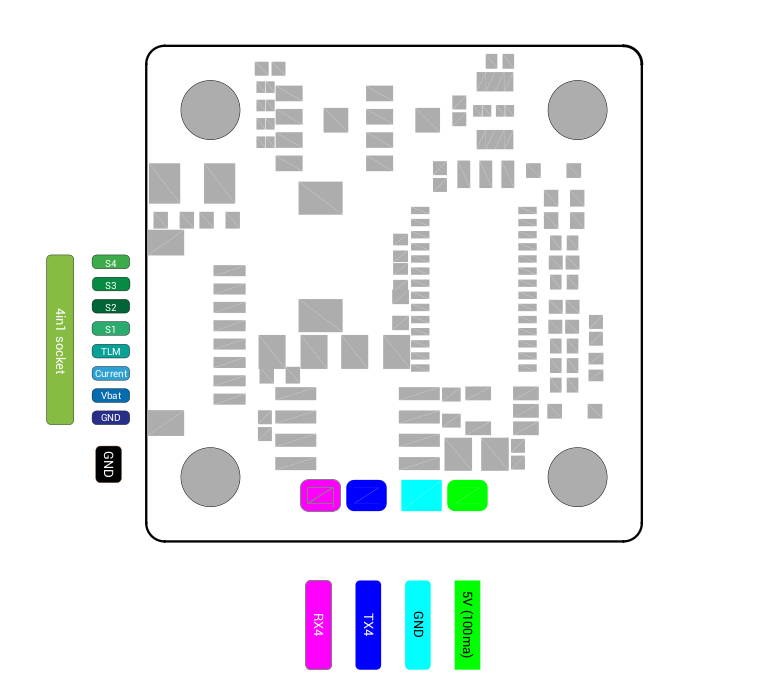 4in1 socket
S4
S3
S2
S1
TLM
Current
Vbat
GND
GND
RX4
TX4
GND
5V (100ma)